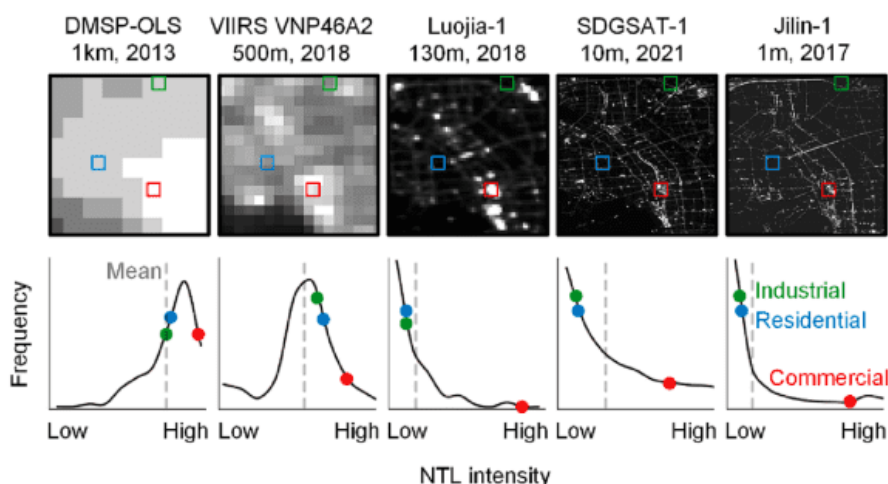 DMSP-OLS
1km, 2013
VIIRS VNP46A2
500m, 2018
Luojia-1
130m, 2018
SDGSAT-1
10m, 2021
Jilin-1
1m, 2017
Frequency
Mean
Industrial
Residential
Commercial
Low High
Low High
Low High
Low High
Low High
NTL intensity